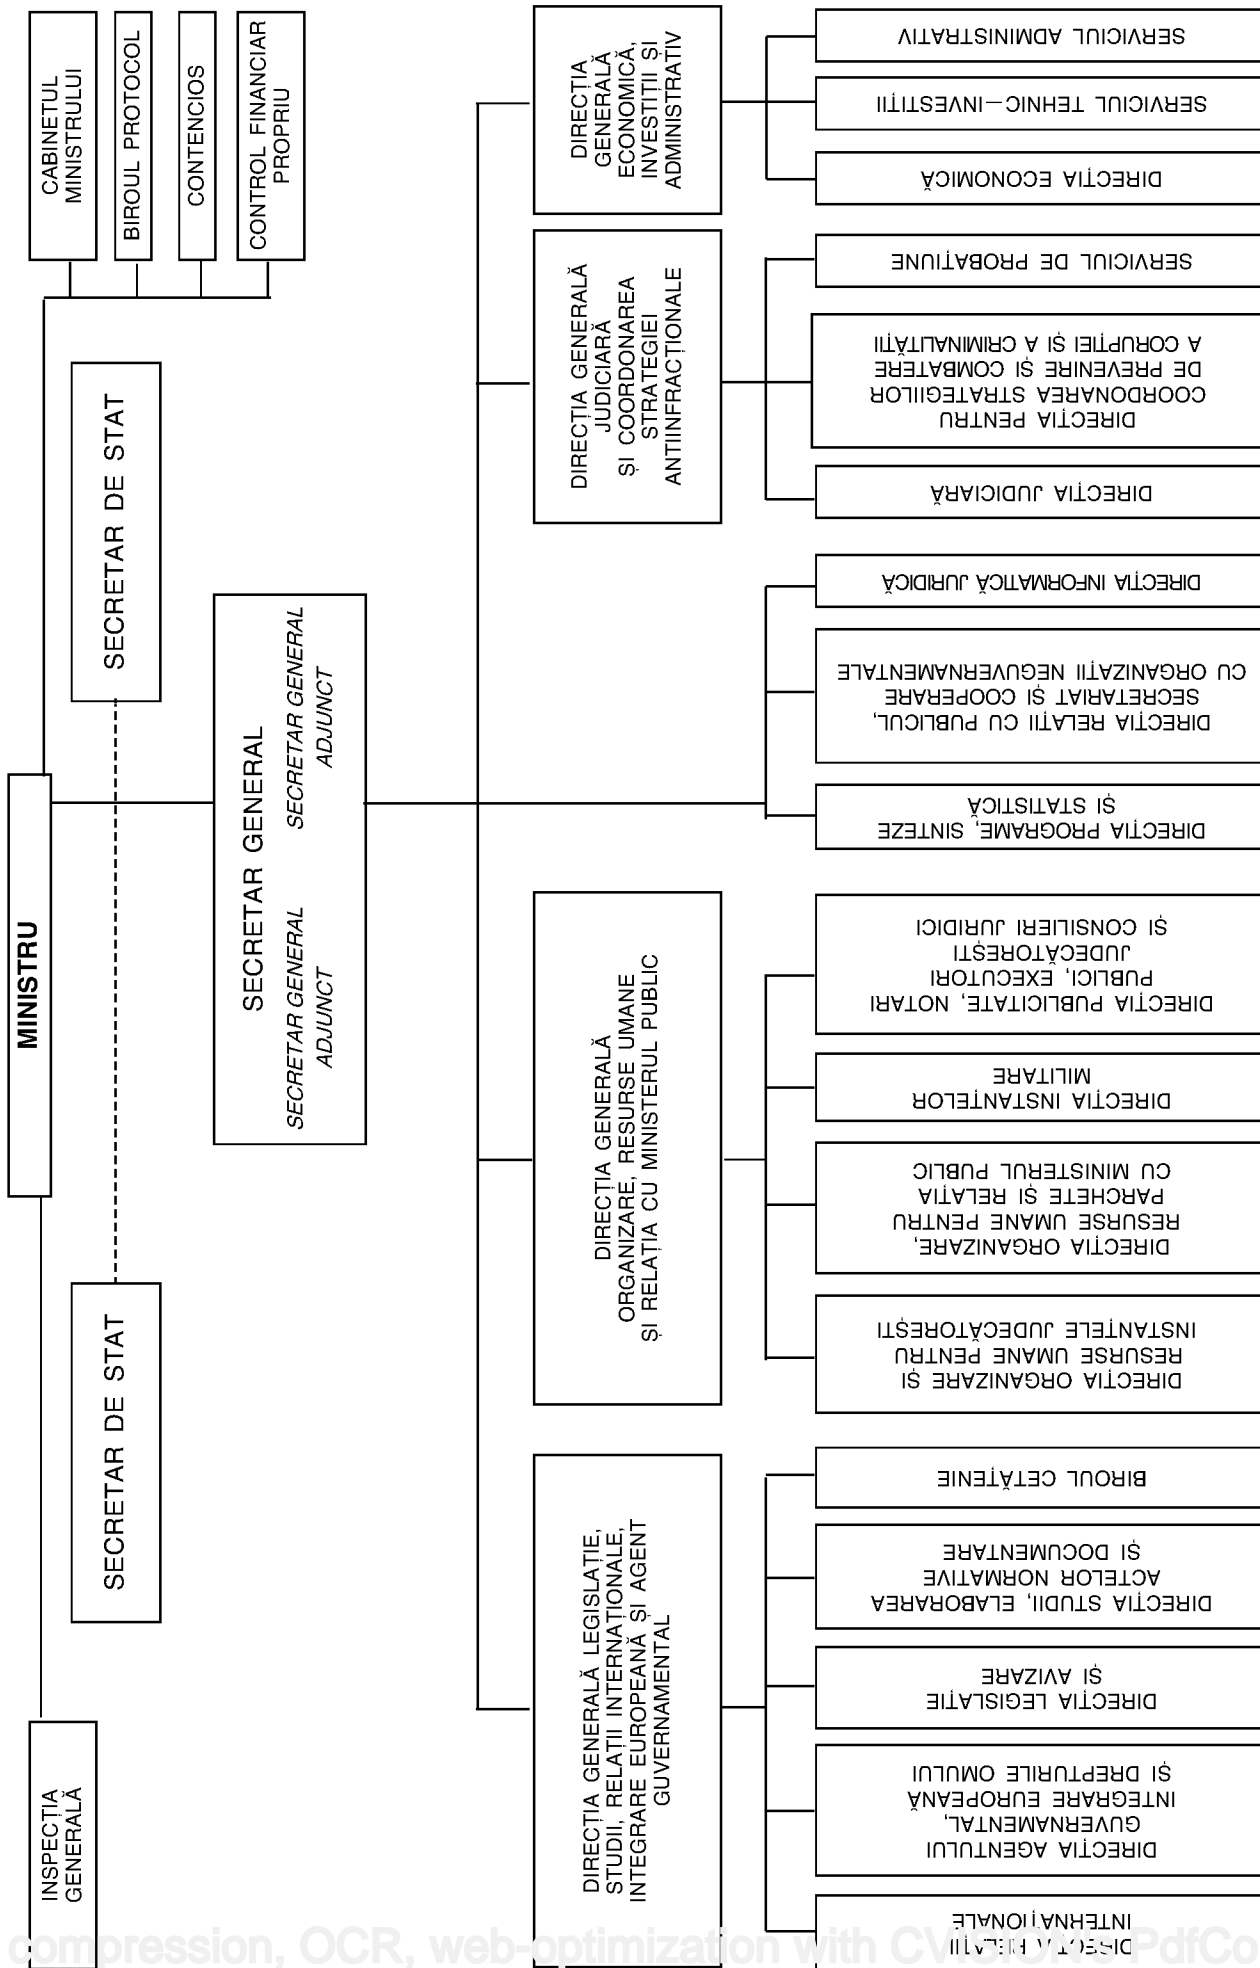 MINISTRU
INSPECȚIA
GENERALĂ
SECRETAR DE STAT
SECRETAR DE STAT
CABINETUL
MINISTRULUI
BIROUL PROTOCOL
CONTENCIOS
CONTROL FINANCIAR
PROPRIU
SECRETAR GENERAL
SECRETAR GENERAL
ADJUNCT
SECRETAR GENERAL
ADJUNCT
DIRECȚIA GENERALĂ LEGISLAȚIE,
STUDII, RELAȚII INTERNAȚIONALE,
INTEGRARE EUROPEANĂ ȘI AGENT
GUVERNAMENTAL
DIRECȚIA GENERALĂ
ORGANIZARE, RESURSE UMANE
ȘI RELAȚIA CU MINISTERUL PUBLIC
DIRECȚIA GENERALĂ
JUDICIARĂ
ȘI COORDONAREA
STRATEGIEI
ANTIINFRACȚIONALE
DIRECȚIA
GENERALĂ
ECONOMICĂ,
INVESTIȚII ȘI
ADMINISTRATIV
DIRECȚIA RELAȚII
INTERNAȚIONALE
DIRECȚIA AGENTULUI
GUVERNAMENTAL,
INTEGRARE EUROPEANĂ
ȘI DREPTURILE OMULUI
DIRECȚIA LEGISLAȚIE
ȘI AVIZARE
DIRECȚIA STUDII, ELABORAREA
ACTELOR NORMATIVE
ȘI DOCUMENTARE
BIROUL CETĂȚENIE
DIRECȚIA ORGANIZARE ȘI
RESURSE UMANE PENTRU
INSTANȚELE JUDECĂTOREȘTI
DIRECȚIA ORGANIZARE,
RESURSE UMANE PENTRU
PARCHETE ȘI RELAȚIA
CU MINISTERUL PUBLIC
DIRECȚIA INSTANȚELOR
MILITARE
DIRECȚIA PUBLICITATE, NOTARI
PUBLICI, EXECUTORI
JUDECĂTOREȘTI
ȘI CONSILIERI JURIDICI
DIRECȚIA PROGRAME, SINTEZE
ȘI STATISTICĂ
DIRECȚIA RELAȚII CU PUBLICUL,
SECRETARIAT ȘI COOPERARE
CU ORGANIZAȚII NEGUVERNAMENTALE
DIRECȚIA INFORMATICĂ JURIDICĂ
DIRECȚIA JUDICIARĂ
DIRECȚIA PENTRU
COORDONAREA STRATEGIILOR
DE PREVENIRE ȘI COMBATERE
A CORUPȚIEI ȘI A CRIMINALITĂȚII
SERVICIUL DE PROBAȚIUNE
DIRECȚIA ECONOMICĂ
SERVICIUL TEHNIC—INVESTIȚII
SERVICIUL ADMINISTRATIV
compression, OCR, web-optimization with CVISION's PdfCo